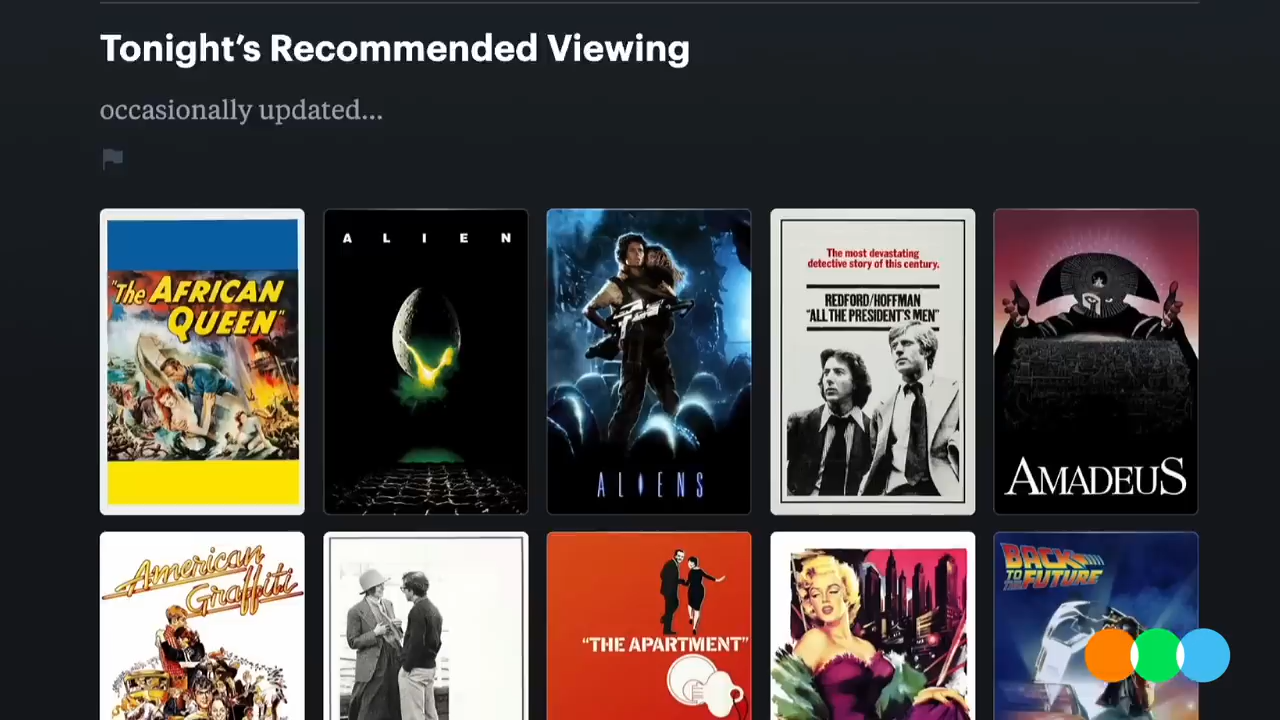 Tonight’s Recommended Viewing
occasionally updated...
"The AFRICAN
QUEEN"
A L I E N
ALIENS
The most devastating
detective story of this century.
REDFORD/HOFFMAN
"ALL THE PRESIDENT'S MEN"
AMADEUS
American
Graffiti
"THE APARTMENT"
BACK
TO THE FUTURE